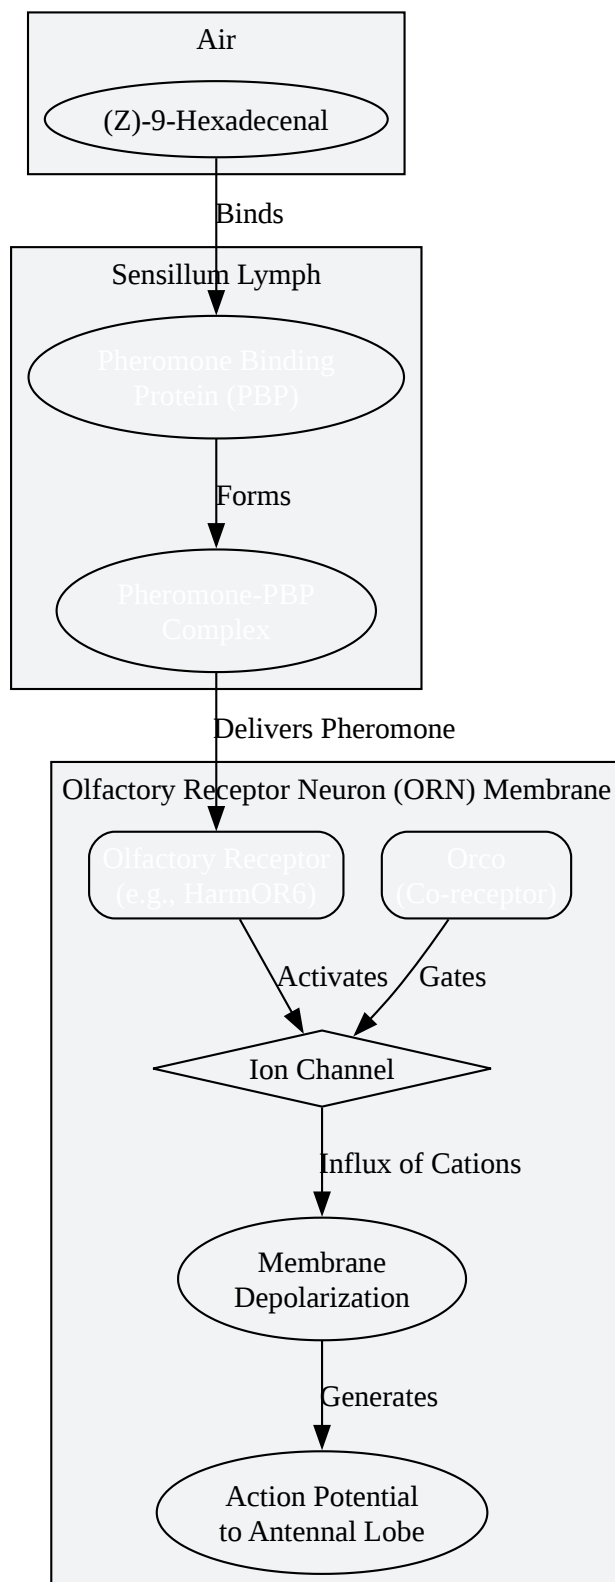 Air
(Z)-9-Hexadecenal
Binds
Sensillum Lymph
Pheromone Binding
Protein (PBP)
Forms
Pheromone-PBP
Complex
Delivers Pheromone
Olfactory Receptor Neuron (ORN) Membrane
Olfactory Receptor
(e.g., HarmOR6)
Orco
(Co-receptor)
Activates
Gates
Ion Channel
Influx of Cations
Membrane
Depolarization
Generates
Action Potential
to Antennal Lobe